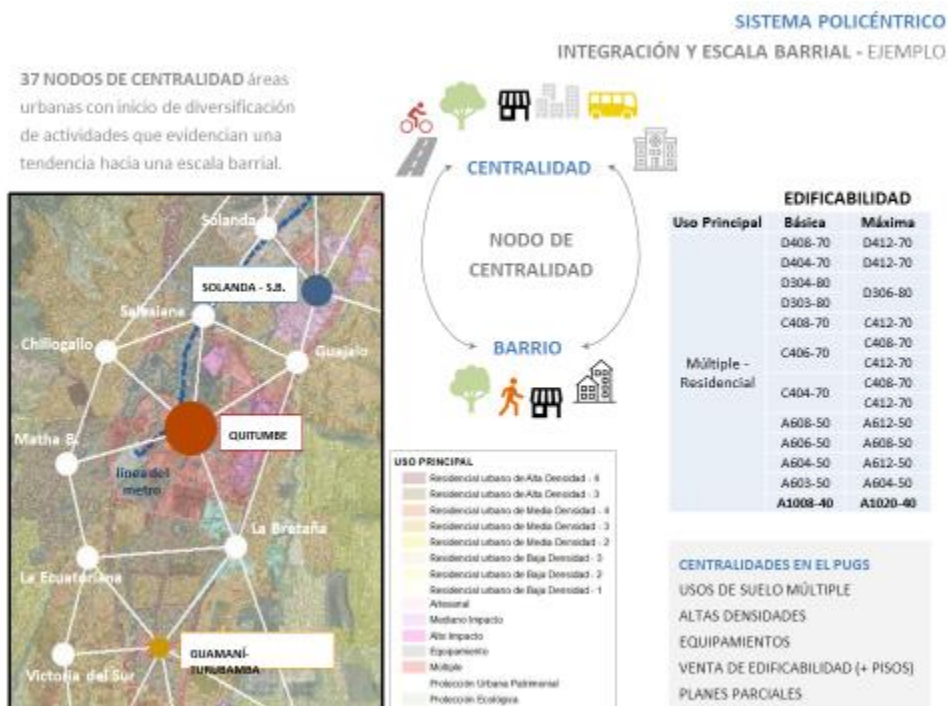 SISTEMA POLICÉNTRICO
INTEGRACIÓN Y ESCALA BARRIAL - EJEMPLO
37 NODOS DE CENTRALIDAD áreas
urbanas con inicio de diversificación
de actividades que evidencian una
tendencia hacia una escala barrial.
Solanda
SOLANDA - S.B.
Salesiana
Chillogallo
Guajalo
QUITUMBE
Matha B.
línea del
metro
La Bretaña
La Ecuatoriana
GUAMANÍ-
TURUBAMBA
Victoria del Sur
CENTRALIDAD
NODO DE
CENTRALIDAD
BARRIO
USO PRINCIPAL
Residencial urbano de Alta Densidad - 4
Residencial urbano de Alta Densidad - 3
Residencial urbano de Media Densidad - 4
Residencial urbano de Media Densidad - 3
Residencial urbano de Media Densidad - 2
Residencial urbano de Baja Densidad - 3
Residencial urbano de Baja Densidad - 2
Residencial urbano de Baja Densidad - 1
Artesanal
Mediano Impacto
Alto Impacto
Equipamiento
Múltiple
Protección Urbana Patrimonial
Protección Ecológica
EDIFICABILIDAD
Uso Principal Básica Máxima
D408-70 D412-70
D404-70 D412-70
D304-80
D306-80
D303-80
C408-70 C412-70
C406-70 C408-70
C412-70
Múltiple -
Residencial
C404-70 C408-70
C412-70
A608-50 A612-50
A606-50 A608-50
A604-50 A612-50
A603-50 A604-50
A1008-40 A1020-40
CENTRALIDADES EN EL PUGS
USOS DE SUELO MÚLTIPLE
ALTAS DENSIDADES
EQUIPAMIENTOS
VENTA DE EDIFICABILIDAD (+ PISOS)
PLANES PARCIALES